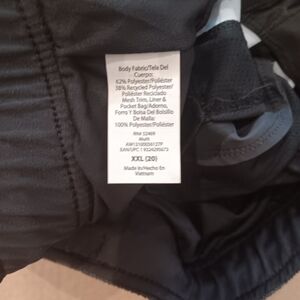 Body Fabric/Tela Del
Cuerpo:
62% Polyester/Poliéster
38% Recycled Polyester/
Poliéster Reciclado
Mesh Trim, Liner &
Pocket Bag/Adorno,
Forro Y Bolsa Del Bolsillo
De Malla:
100% Polyester/Poliéster
RN# 52469
XXL (20)
Made In/Hecho En
Vietnam